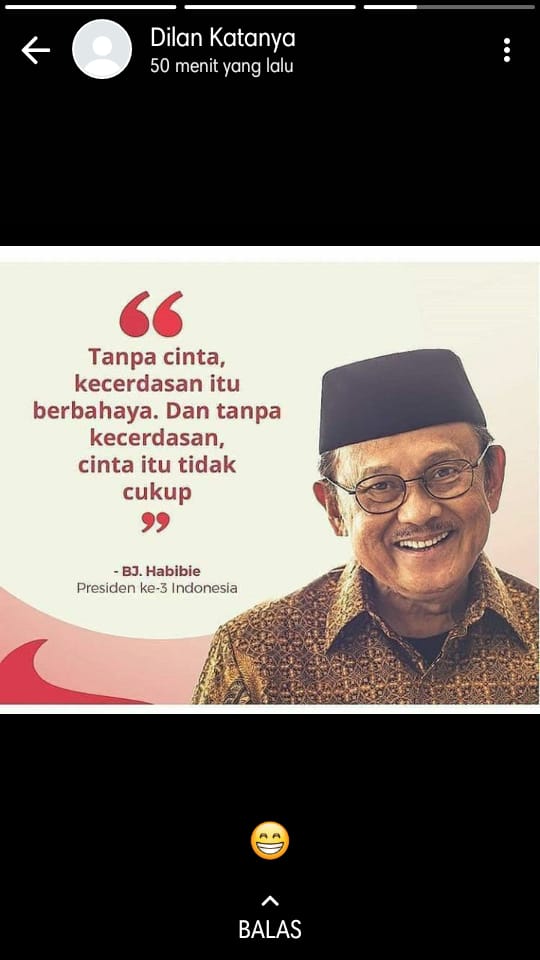 Dilan Katanya
50 menit yang lalu
“
Tanpa cinta,
kecerdasan itu
berbahaya. Dan tanpa
kecerdasan,
cinta itu tidak
cukup
”
- BJ. Habibie
Presiden ke-3 Indonesia
😁
BALAS